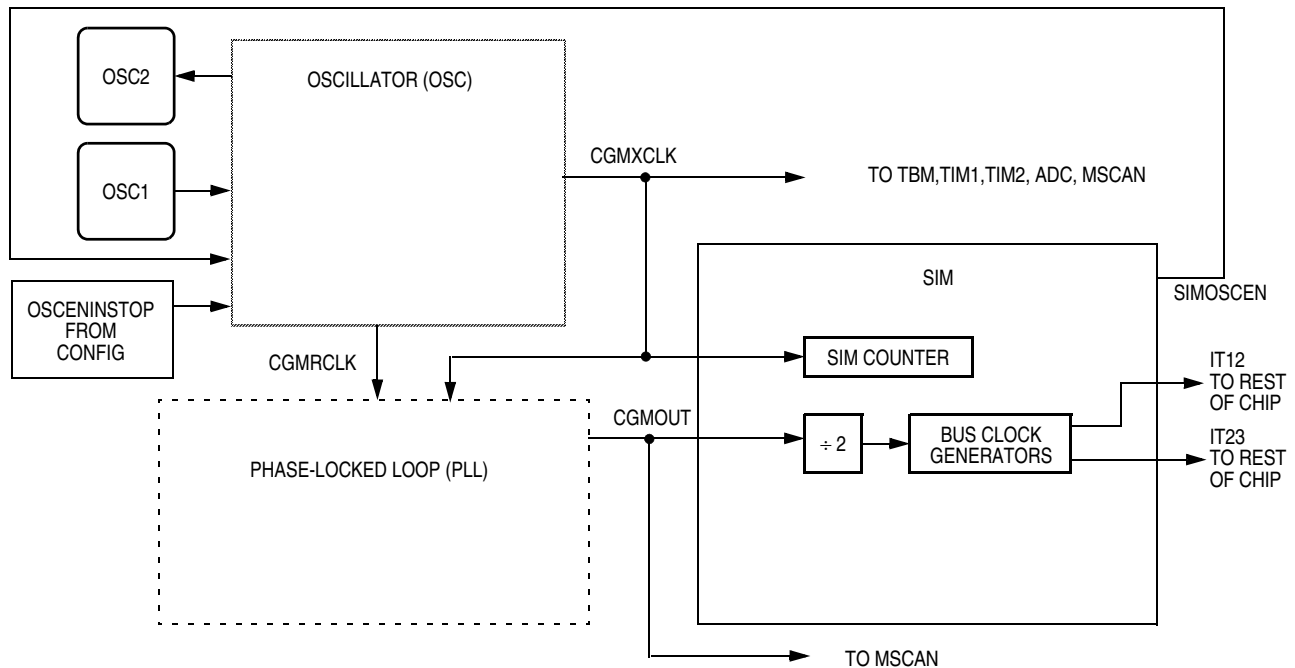 OSC2
OSCILLATOR (OSC)
CGMXCLK
TO TBM,TIM1,TIM2, ADC, MSCAN
OSC1
SIM
SIMOSCEN
OSCENINSTOP
FROM
CONFIG
CGMRCLK
SIM COUNTER
IT12
TO REST
OF CHIP
CGMOUT
÷ 2
BUS CLOCK
GENERATORS
IT23
TO REST
OF CHIP
PHASE-LOCKED LOOP (PLL)
TO MSCAN